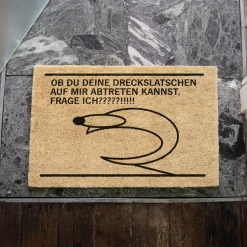 OB DU DEINE DRECKSLATSCHEN
AUF MIR ABTRETEN KANNST,
FRAGE ICH?????!!!!!